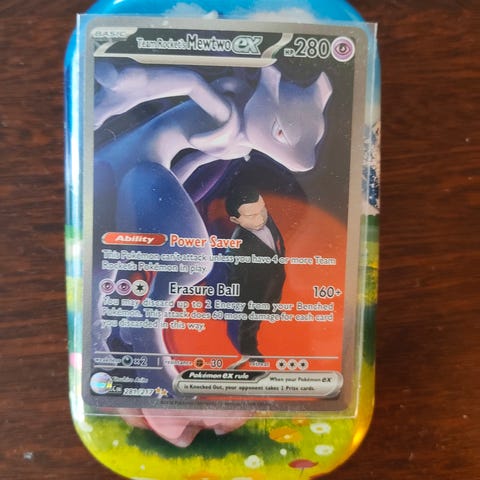 BASIC
Team Rocket's Mewtwo ex HP 280
Ability Power Saver
This Pokémon can't attack unless you have 4 or more Team
Rocket's Pokémon in play.
Erasure Ball 160+
You may discard up to 2 Energy from your Benched
Pokémon. This attack does 60 more damage for each card
you discarded in this way.
weakness ×2 resistance -30 retreat
Pokémon ex rule
When your Pokémon ex
is Knocked Out, your opponent takes 2 Prize cards.
281/217